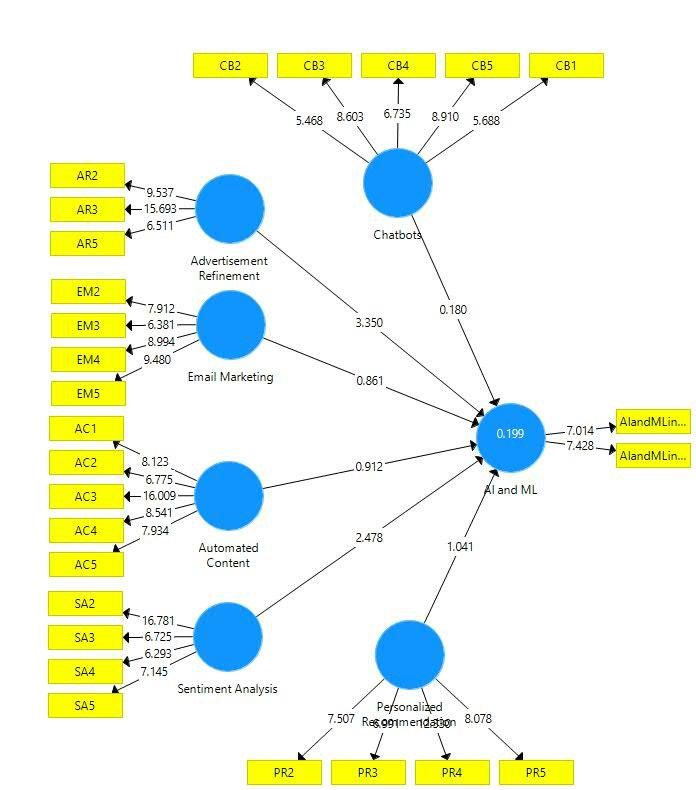 CB2 CB3 CB4 CB5 CB1
5.468 8.603 6.735 8.910 5.688
Chatbots
AR2
AR3
AR5
9.537
15.693
6.511
Advertisement
Refinement
EM2
EM3
EM4
EM5
7.912
6.381
8.994
9.480
Email Marketing
AC1
AC2
AC3
AC4
AC5
8.123
6.775
16.009
8.541
7.934
Automated
Content
SA2
SA3
SA4
SA5
16.781
6.725
6.293
7.145
Sentiment Analysis
0.180
3.350
0.861
0.912
2.478
1.041
0.199
AI and ML
7.014
7.428
AIandMLin...
AIandMLin...
Personalized
Recommendation
7.507 6.991 8.078
PR2 PR3 PR4 PR5